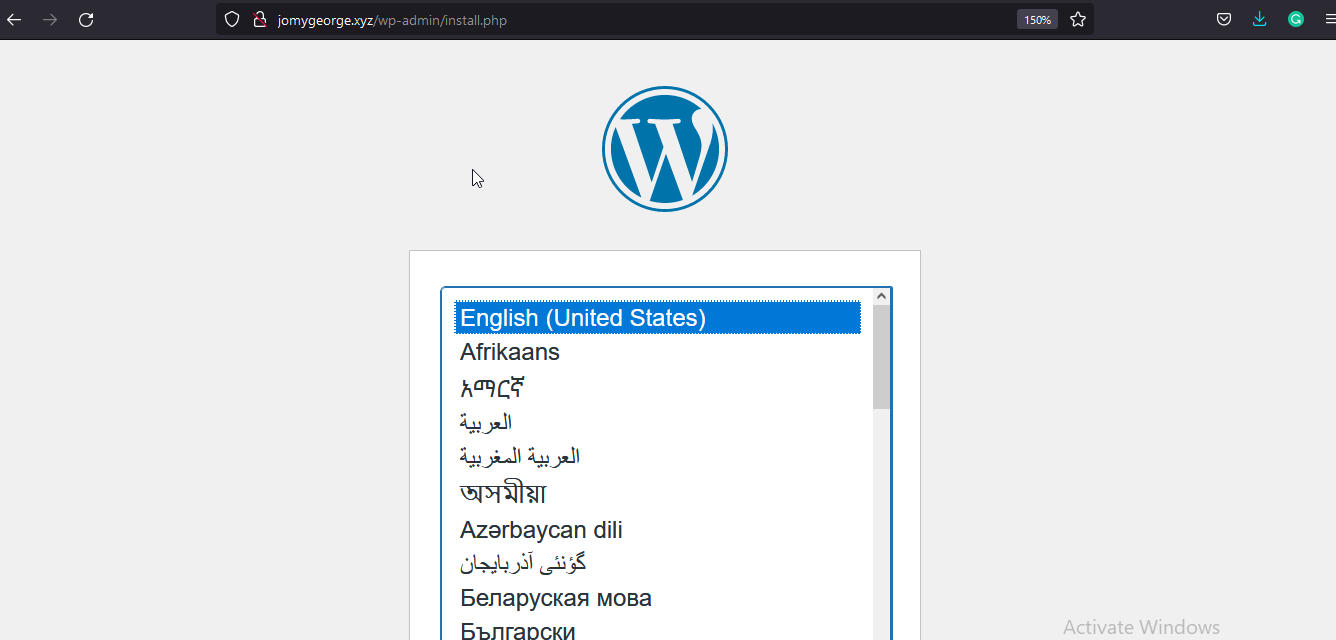 jomygeorge.xyz/wp-admin/install.php
150%
English (United States)
Afrikaans
አማርኛ
العربية
العربية المغربية
অসমীয়া
Azərbaycan dili
گؤنئی آذربایجان
Беларуская мова
Български
Activate Windows